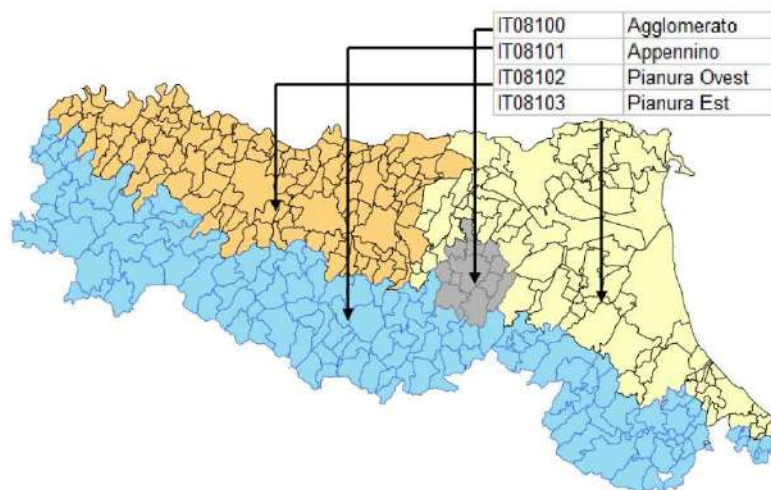 IT08100 Agglomerato
IT08101 Appennino
IT08102 Pianura Ovest
IT08103 Pianura Est